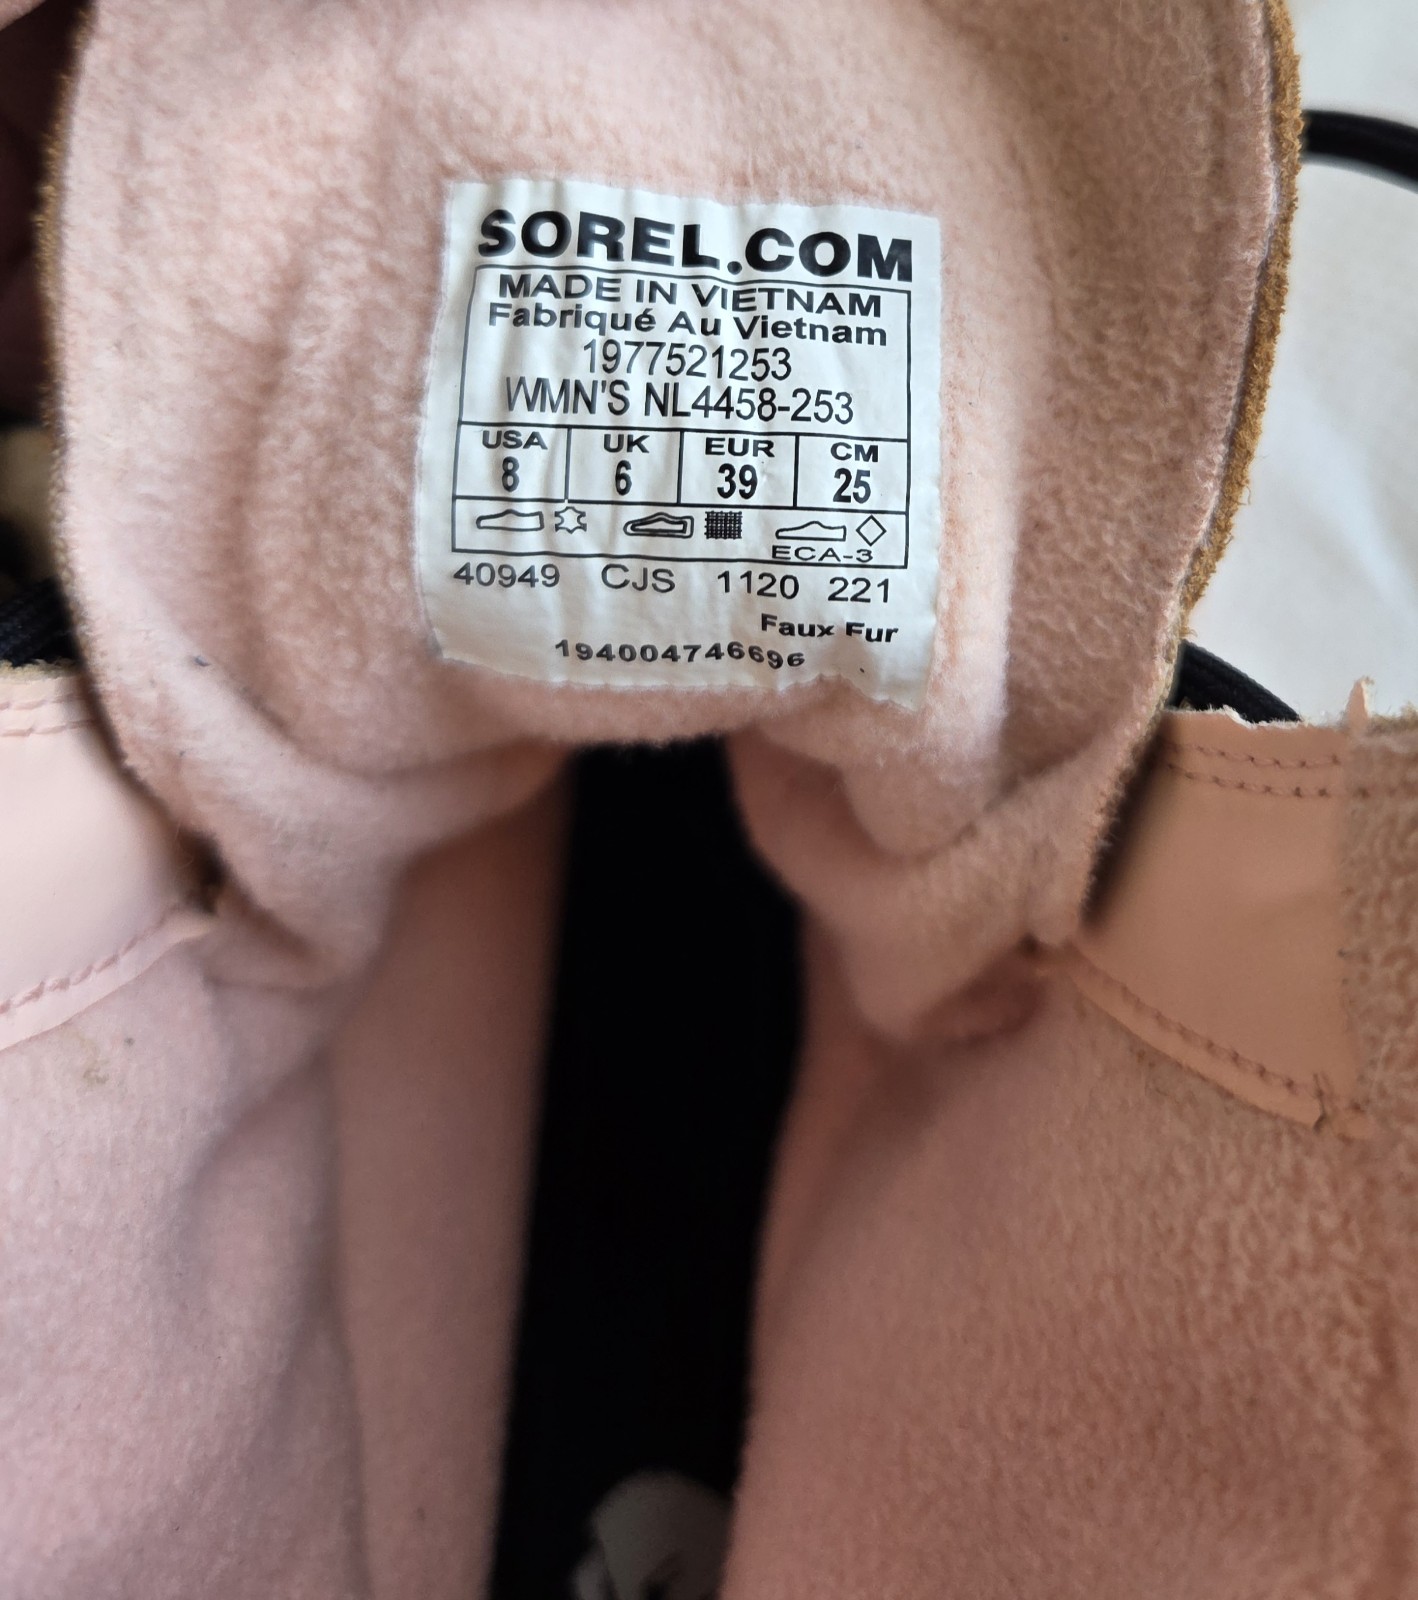 SOREL.COM
MADE IN VIETNAM
Fabriqué Au Vietnam
1977521253
WMN'S NL4458-253
USA UK EUR CM
8 6 39 25
ECA-3
40949 CJS 1120 221
Faux Fur
194004746696